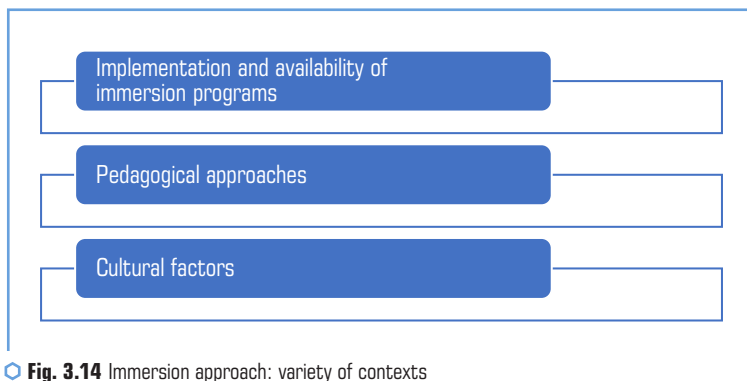 Implementation and availability of
immersion programs
Pedagogical approaches
Cultural factors
Fig. 3.14 Immersion approach: variety of contexts